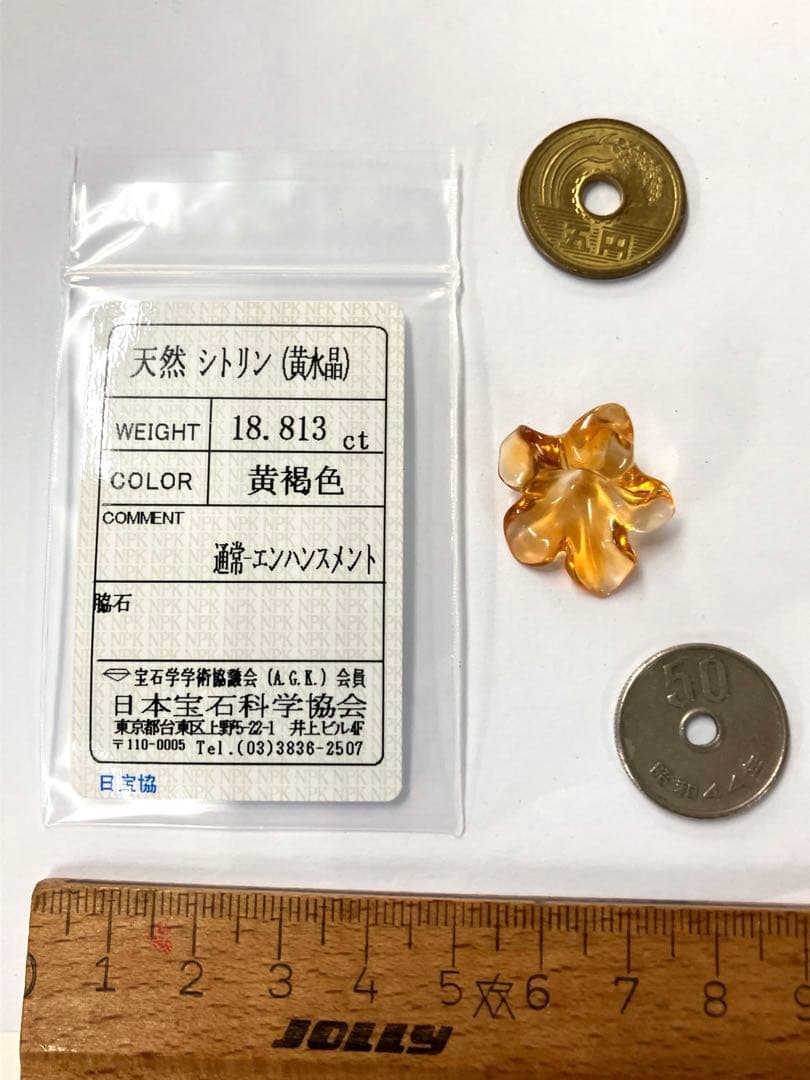 天然 シトリン (黄水晶)
WEIGHT 18.813 ct
COLOR 黄褐色
COMMENT
通常-エンハンスメント
脇石
宝石学学術協議会 (A.G.K.) 会員
日本宝石科学協会
東京都台東区上野5-22-1 井上ビル4F
〒110-0005 Tel.(03)3836-2507
日宝協
五円
50
昭和44年
0 1 2 3 4 5 6 7 8 9
JOLLY